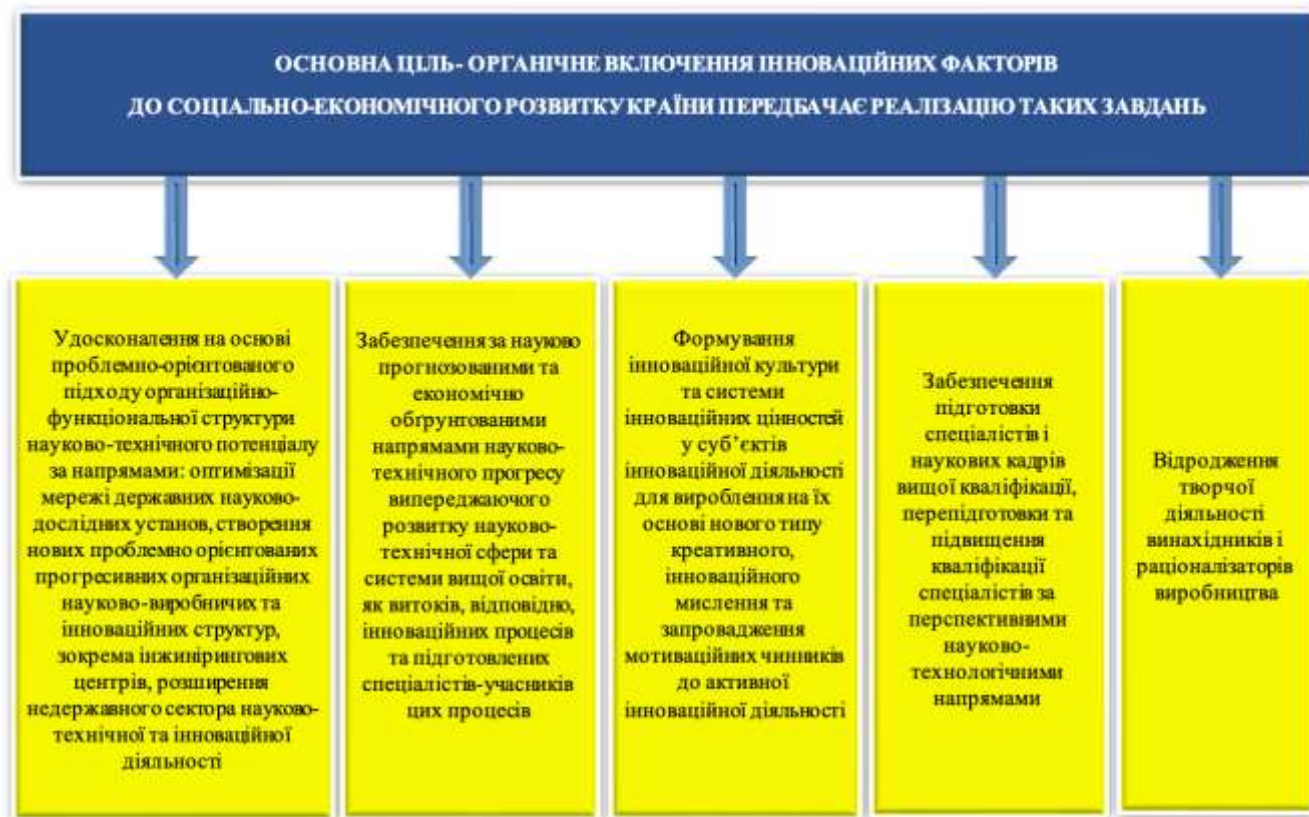 ОСНОВНА ЦІЛЬ- ОРГАНІЧНЕ ВКЛЮЧЕННЯ ІННОВАЦІЙНИХ ФАКТОРІВ
ДО СОЦІАЛЬНО-ЕКОНОМІЧНОГО РОЗВИТКУ КРАЇНИ ПЕРЕДБАЧАЄ РЕАЛІЗАЦІЮ ТАКИХ ЗАВДАНЬ
Удосконалення на основі
проблемно-орієнтованого
підходу організаційно-
функціональної структури
науково-технічного потенціалу
за напрямами: оптимізації
мережі державних науково-
дослідних установ, створення
нових проблемно орієнтованих
прогресивних організаційних
науково-виробничих та
інноваційних структур,
зокрема інжинірингових
центрів, розширення
недержавного сектора науково-
технічної та інноваційної
діяльності
Забезпечення за науково
прогнозованими та
економічно
обґрунтованими
напрямами науково-
технічного прогресу
випереджаючого
розвитку науково-
технічної сфери та
системи вищої освіти,
як витоків, відповідно,
інноваційних процесів
та підготовлених
спеціалістів-учасників
цих процесів
Формування
інноваційної культури
та системи
інноваційних цінностей
у суб’єктів
інноваційної діяльності
для вироблення на їх
основі нового типу
креативного,
інноваційного
мислення та
запровадження
мотиваційних чинників
до активної
інноваційної діяльності
Забезпечення
підготовки
спеціалістів і
наукових кадрів
вищої кваліфікації,
перепідготовки та
підвищення
кваліфікації
спеціалістів за
перспективними
науково-
технологічними
напрямами
Відродження
творчої
діяльності
винахідників і
раціоналізаторів
виробництва